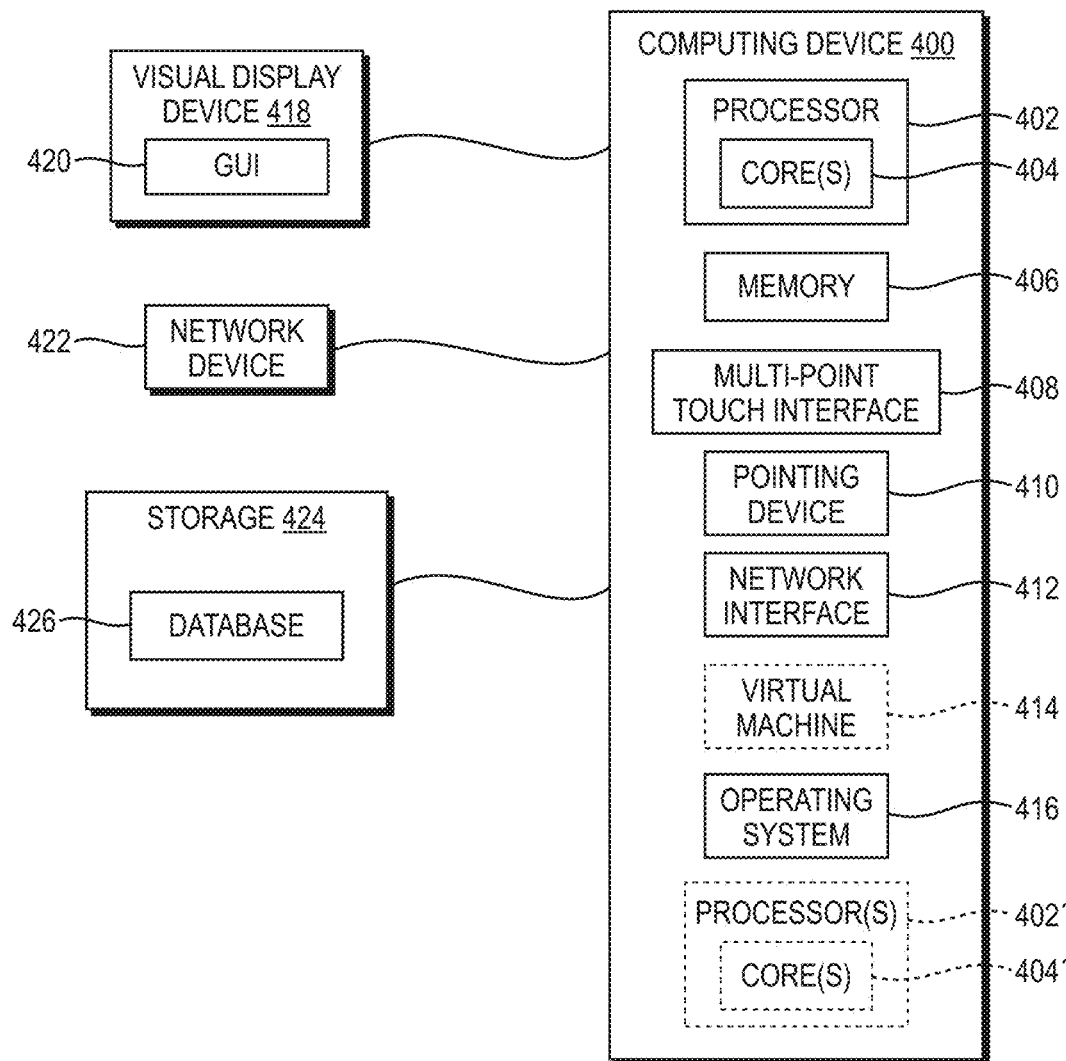 VISUAL DISPLAY
DEVICE 418
420
GUI
422
NETWORK
DEVICE
STORAGE 424
426
DATABASE
COMPUTING DEVICE 400
PROCESSOR
402
CORE(S)
404
MEMORY
406
MULTI-POINT
TOUCH INTERFACE
408
POINTING
DEVICE
410
NETWORK
INTERFACE
412
VIRTUAL
MACHINE
414
OPERATING
SYSTEM
416
PROCESSOR(S)
402´
CORE(S)
404´